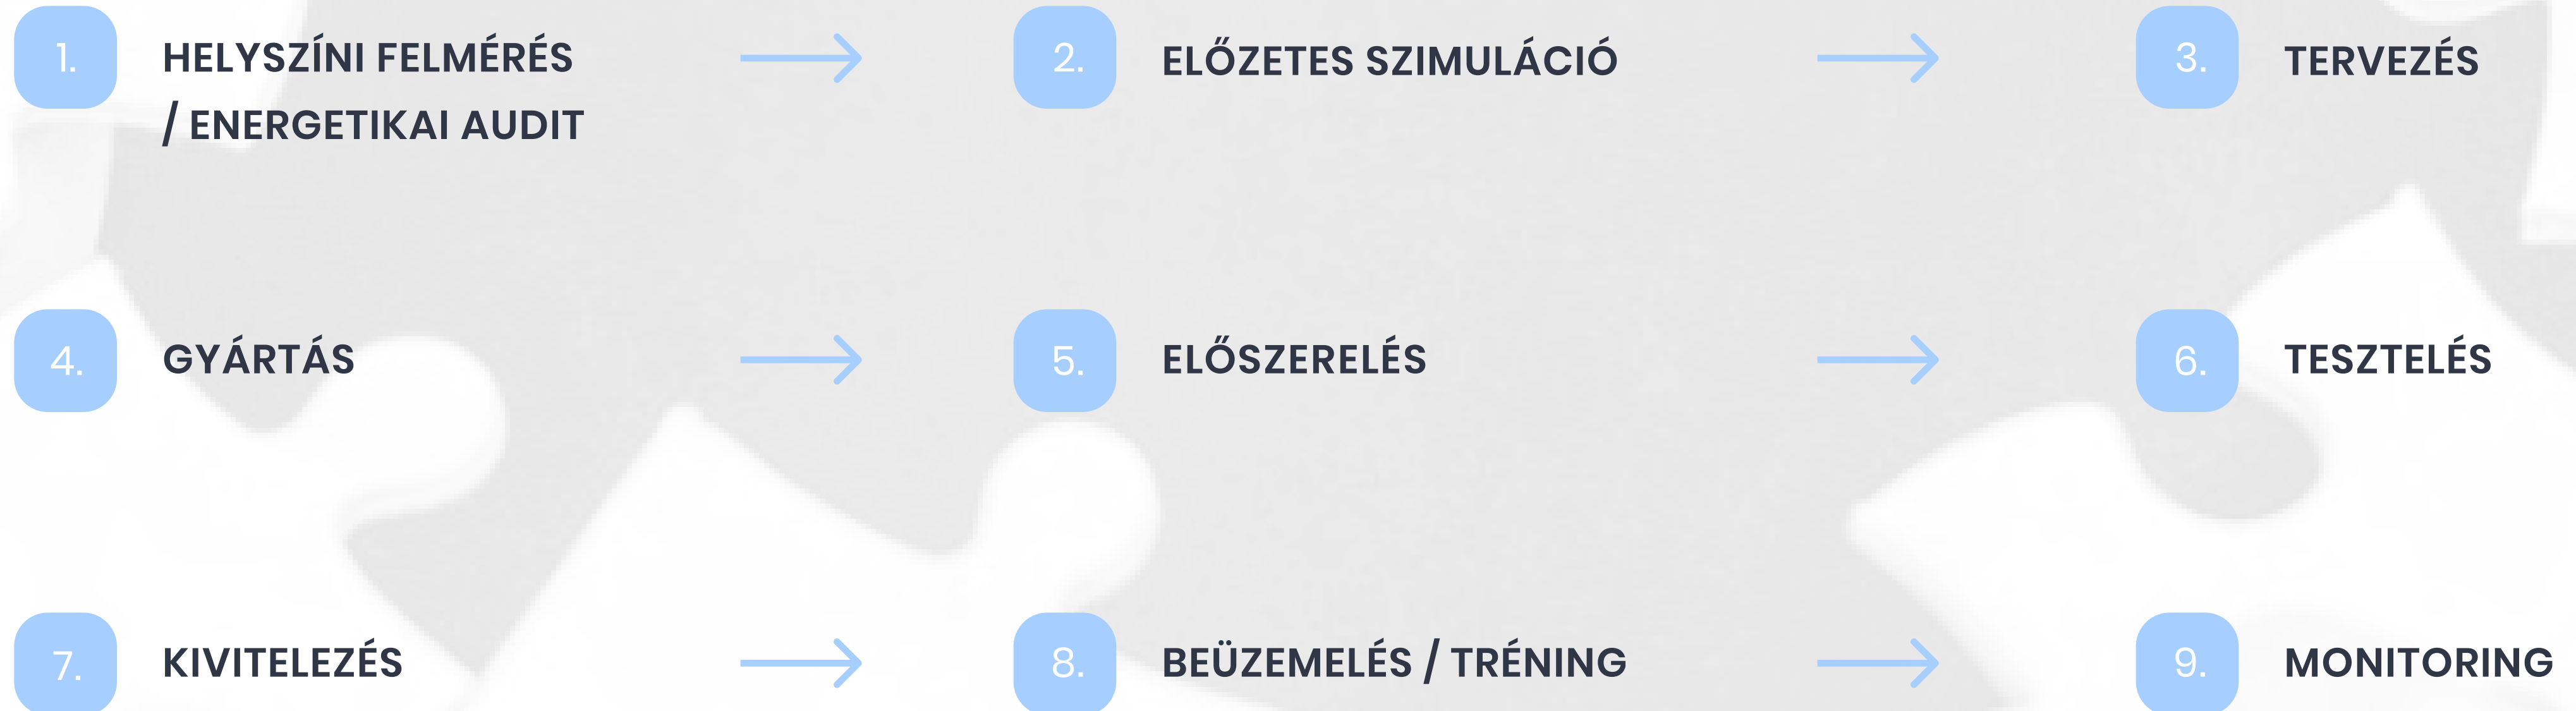 1. HELYSZÍNI FELMÉRÉS
/ ENERGETIKAI AUDIT
2. ELŐZETES SZIMULÁCIÓ
3. TERVEZÉS
4. GYÁRTÁS
5. ELŐSZERELÉS
6. TESZTELÉS
7. KIVITELEZÉS
8. BEÜZEMELÉS / TRÉNING
9. MONITORING